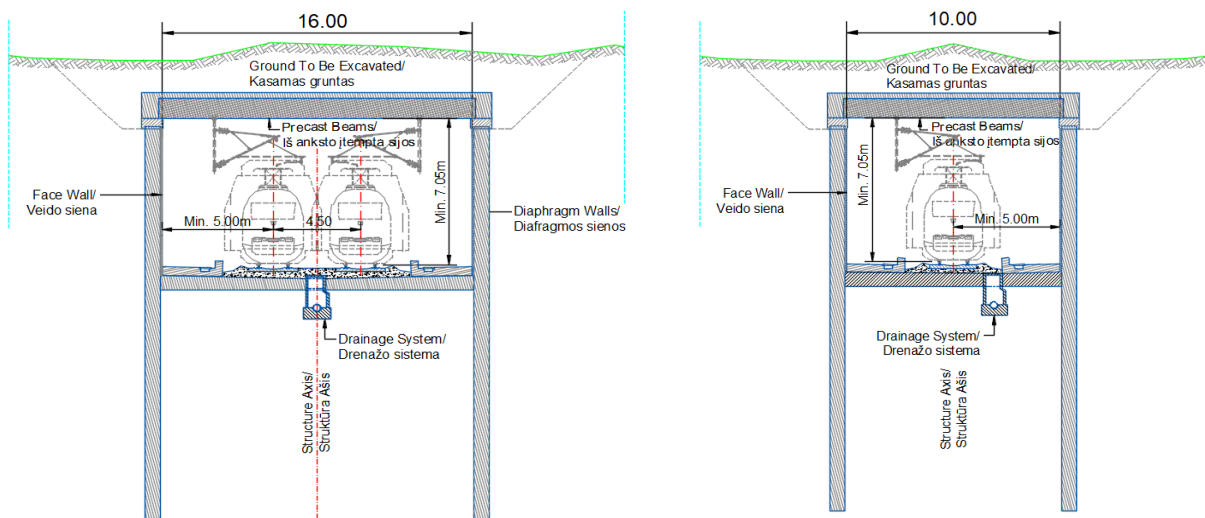 16.00
Ground To Be Excavated/
Kasamas gruntas
Precast Beams/
Iš anksto įtempta sijos
Min. 7.05m
Face Wall/
Veido siena
Min. 5.00m
4.50
Diaphragm Walls/
Diafragmos sienos
Drainage System/
Drenažo sistema
Structure Axis/
Struktūra Ašis
10.00
Ground To Be Excavated/
Kasamas gruntas
Precast Beams/
Iš anksto įtempta sijos
Min. 7.05m
Face Wall/
Veido siena
Min. 5.00m
Drainage System/
Drenažo sistema
Structure Axis/
Struktūra Ašis